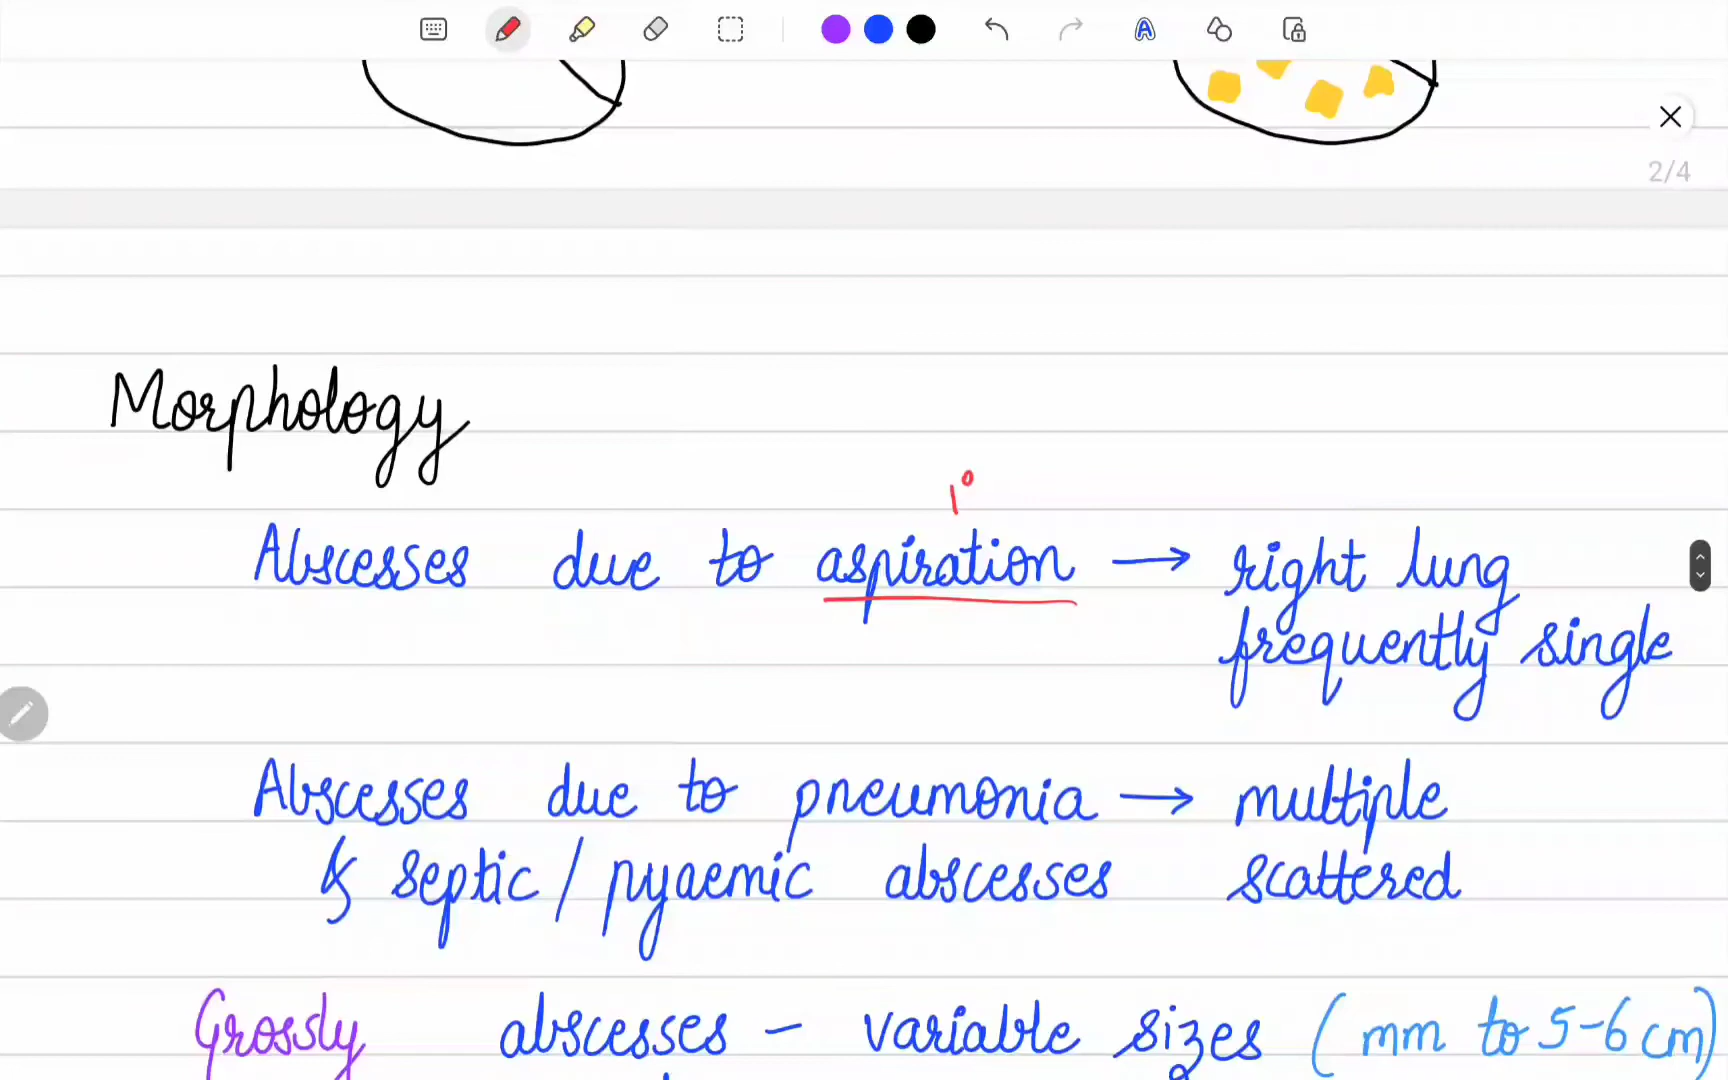 2/4
Morphology
1°
Abscesses due to aspiration → right lung
frequently single
Abscesses due to pneumonia → multiple
& septic / pyaemic abscesses scattered
Grossly abscesses - variable sizes (mm to 5-6 cm)